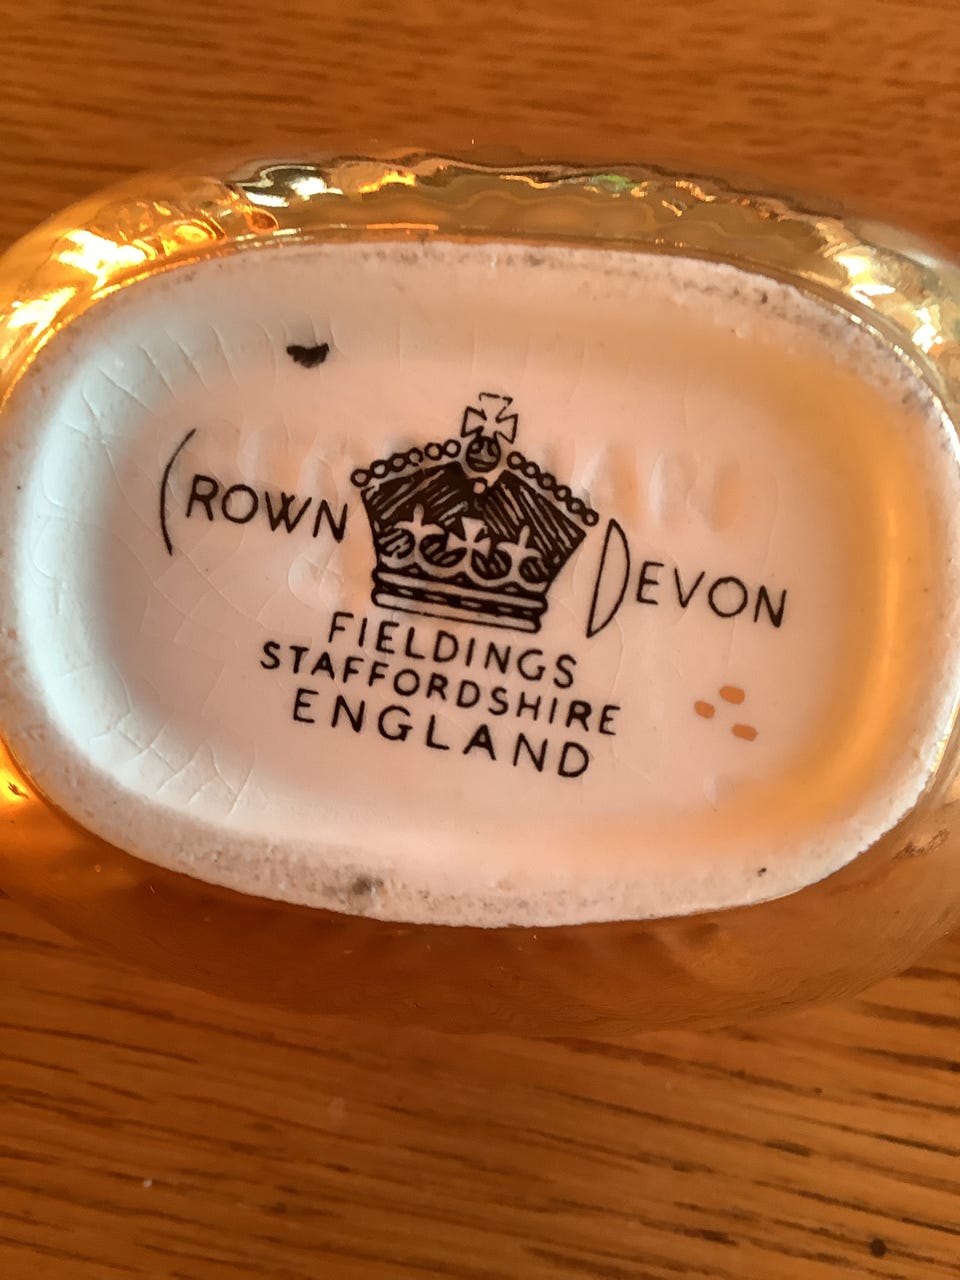 CROWN DEVON
FIELDINGS
STAFFORDSHIRE
ENGLAND